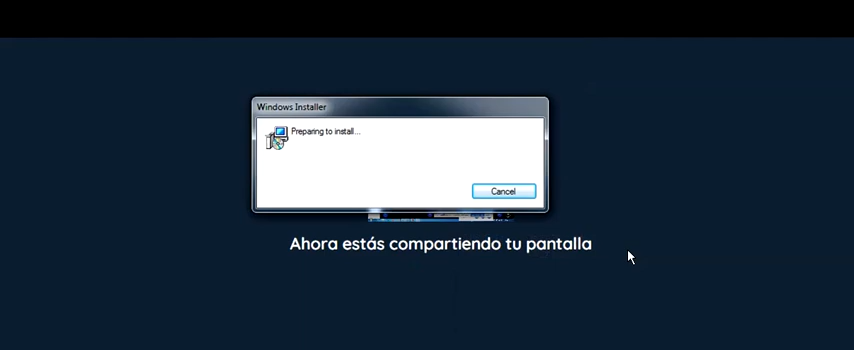 Windows Installer
Preparing to install...
Cancel
Ahora estás compartiendo tu pantalla